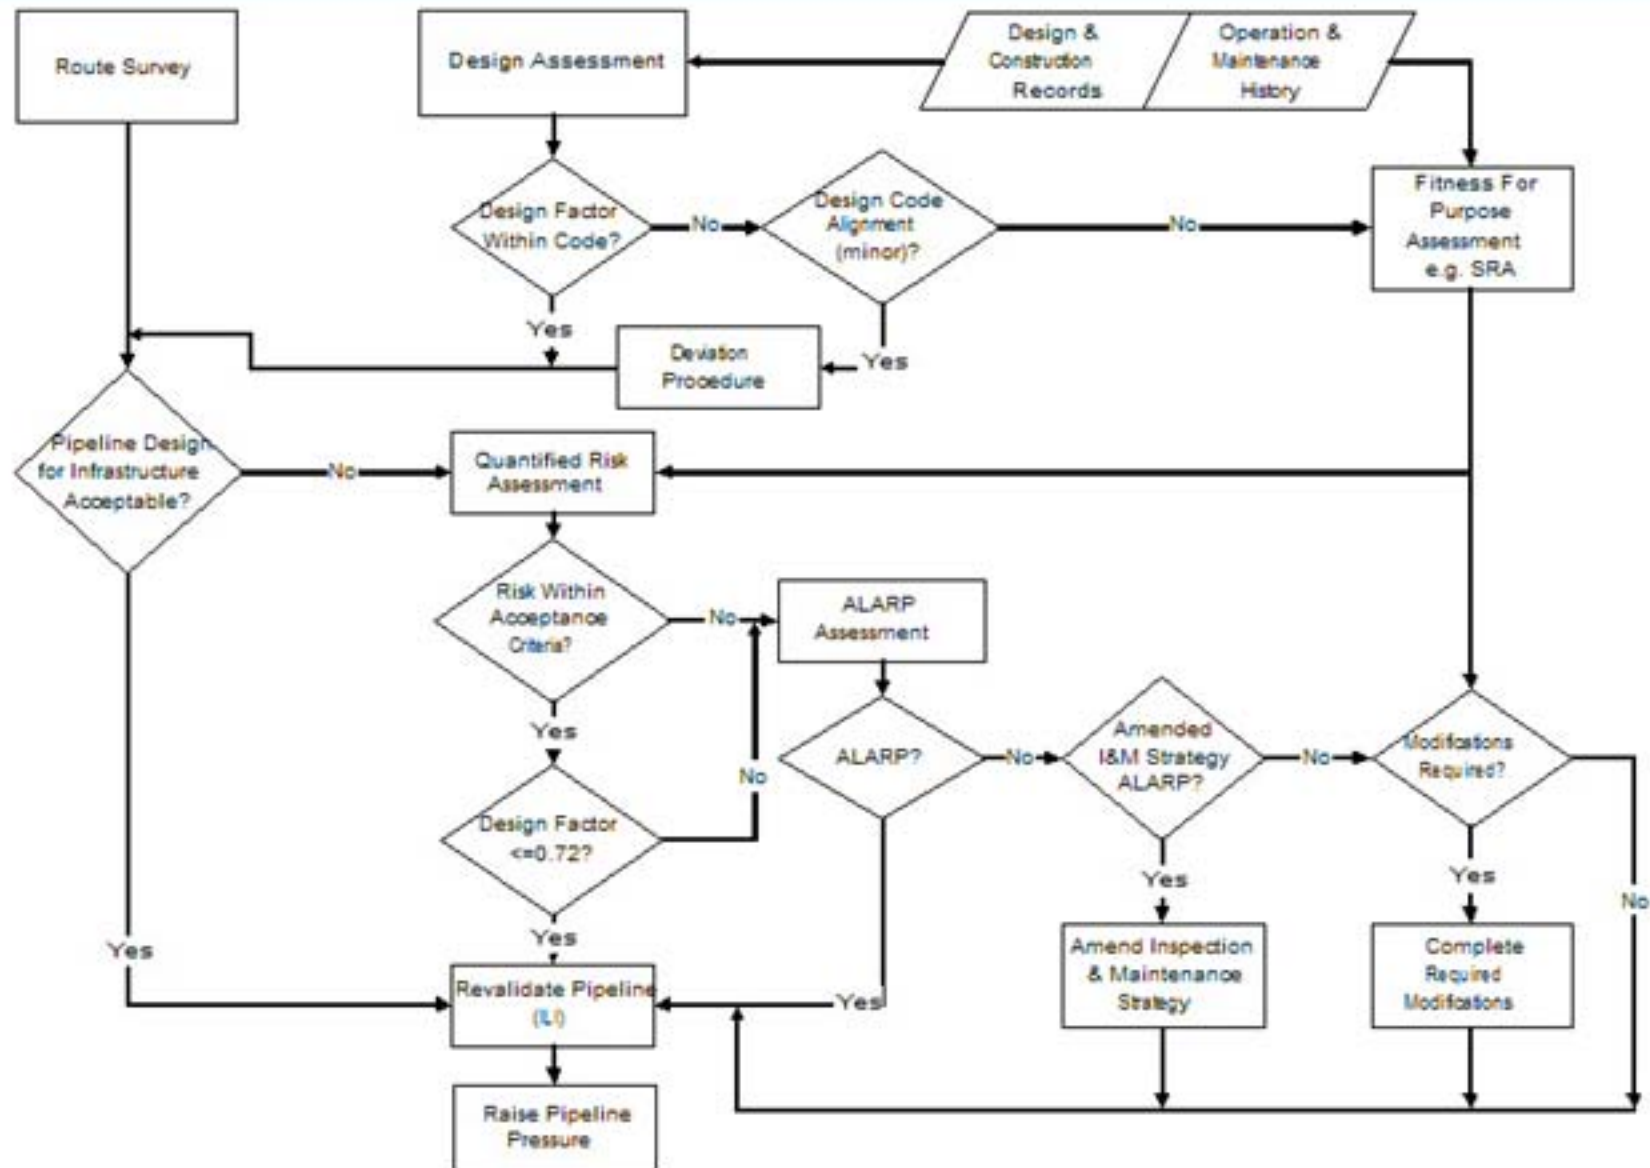 Route Survey
Design Assessment
Design &
Construction
Records
Operation &
Maintenance
History
Design Factor
Within Code?
No
Design Code
Alignment
(minor)?
No
Fitness For
Purpose
Assessment
e.g. SRA
Yes
Deviation
Procedure
Yes
Pipeline Design
for Infrastructure
Acceptable?
No
Quantified Risk
Assessment
Risk Within
Acceptance
Criteria?
No
ALARP
Assessment
Yes
ALARP?
No
Amended
I&M Strategy
ALARP?
No
Modifications
Required?
No
Design Factor
<=0.72?
Yes
Yes
No
Yes
Yes
Amend Inspection
& Maintenance
Strategy
Complete
Required
Modifications
Revalidate Pipeline
(ILI)
Yes
Raise Pipeline
Pressure